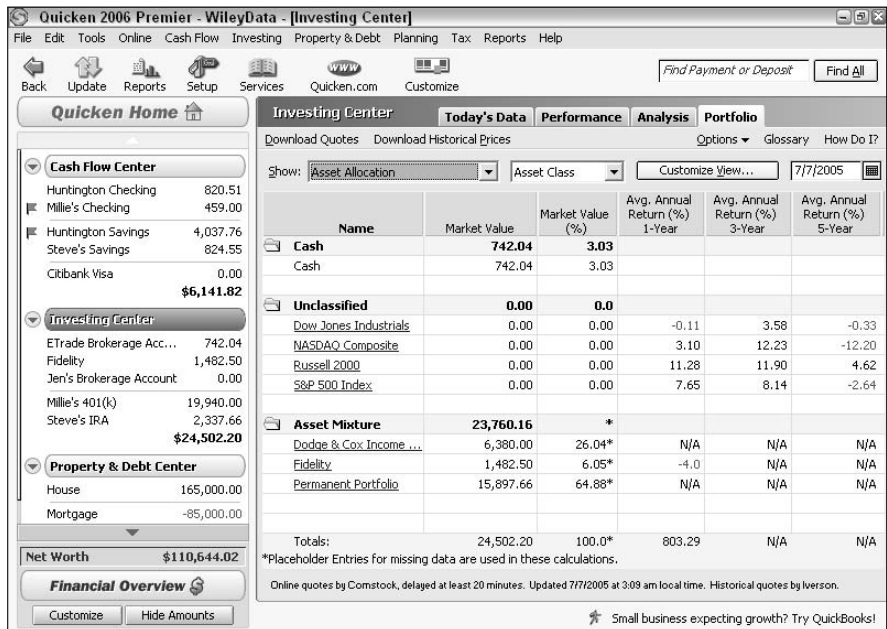 Quicken 2006 Premier - WileyData - [Investing Center]
File Edit Tools Online Cash Flow Investing Property & Debt Planning Tax Reports Help
Back Update Reports Setup Services Quicken.com Customize
Find Payment or Deposit Find All
Quicken Home
Cash Flow Center
Huntington Checking 820.51
Millie's Checking 459.00
Huntington Savings 4,037.76
Steve's Savings 824.55
Citibank Visa 0.00
$6,141.82
Investing Center
ETrade Brokerage Acc... 742.04
Fidelity 1,482.50
Jen's Brokerage Account 0.00
Millie's 401(k) 19,940.00
Steve's IRA 2,337.66
$24,502.20
Property & Debt Center
House 165,000.00
Mortgage -85,000.00
Net Worth $110,644.02
Financial Overview
Customize Hide Amounts
Investing Center Today's Data Performance Analysis Portfolio
Download Quotes Download Historical Prices Options Glossary How Do I?
Show: Asset Allocation Asset Class Customize View... 7/7/2005
Name Market Value Market Value (%) Avg. Annual Return (%) 1-Year Avg. Annual Return (%) 3-Year Avg. Annual Return (%) 5-Year
Cash 742.04 3.03
Cash 742.04 3.03
Unclassified 0.00 0.0
Dow Jones Industrials 0.00 0.00 -0.11 3.58 -0.33
NASDAQ Composite 0.00 0.00 3.10 12.23 -12.20
Russell 2000 0.00 0.00 11.28 11.90 4.62
S&P 500 Index 0.00 0.00 7.65 8.14 -2.64
Asset Mixture 23,760.16 *
Dodge & Cox Income ... 6,380.00 26.04* N/A N/A N/A
Fidelity 1,482.50 6.05* -4.0 N/A N/A
Permanent Portfolio 15,897.66 64.88* N/A N/A N/A
Totals: 24,502.20 100.0* 803.29 N/A N/A
*Placeholder Entries for missing data are used in these calculations.
Online quotes by Comstock, delayed at least 20 minutes. Updated 7/7/2005 at 3:09 am local time. Historical quotes by Iverson.
Small business expecting growth? Try QuickBooks!